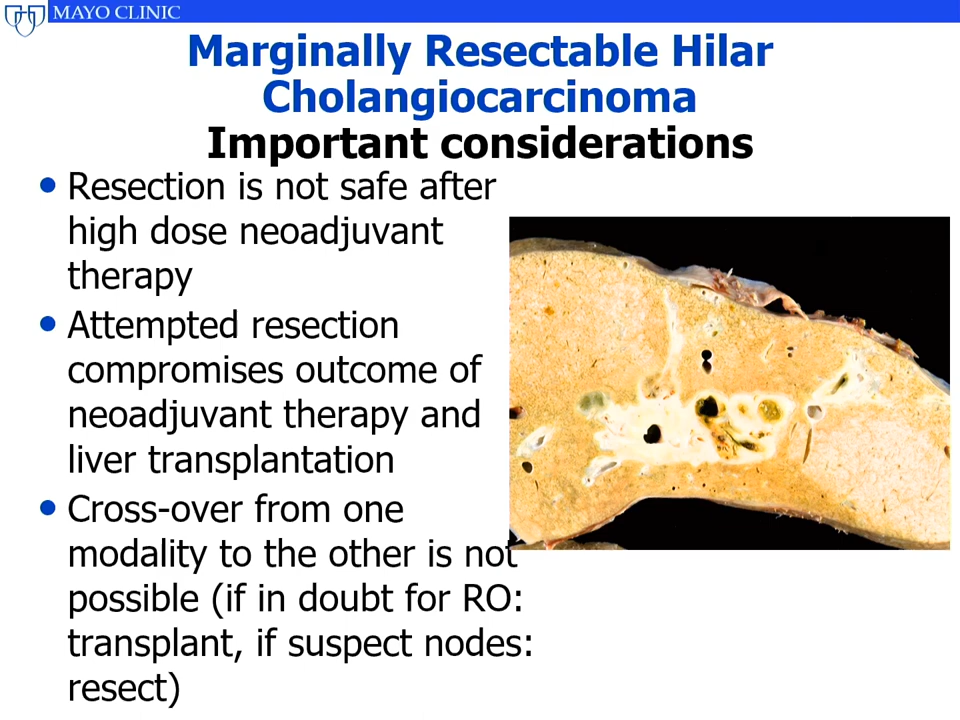 MAYO CLINIC
Marginally Resectable Hilar
Cholangiocarcinoma
Important considerations
• Resection is not safe after
high dose neoadjuvant
therapy
• Attempted resection
compromises outcome of
neoadjuvant therapy and
liver transplantation
• Cross-over from one
modality to the other is not
possible (if in doubt for RO:
transplant, if suspect nodes:
resect)